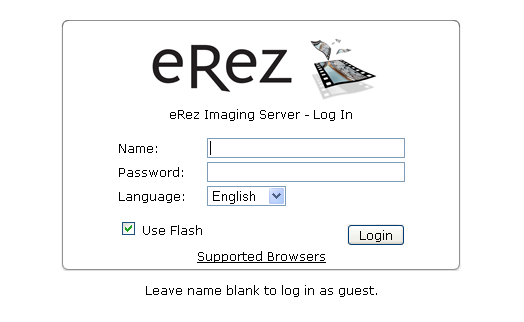 eRez
eRez Imaging Server - Log In
Name:
Password:
Language: English
Use Flash
Login
Supported Browsers
Leave name blank to log in as guest.